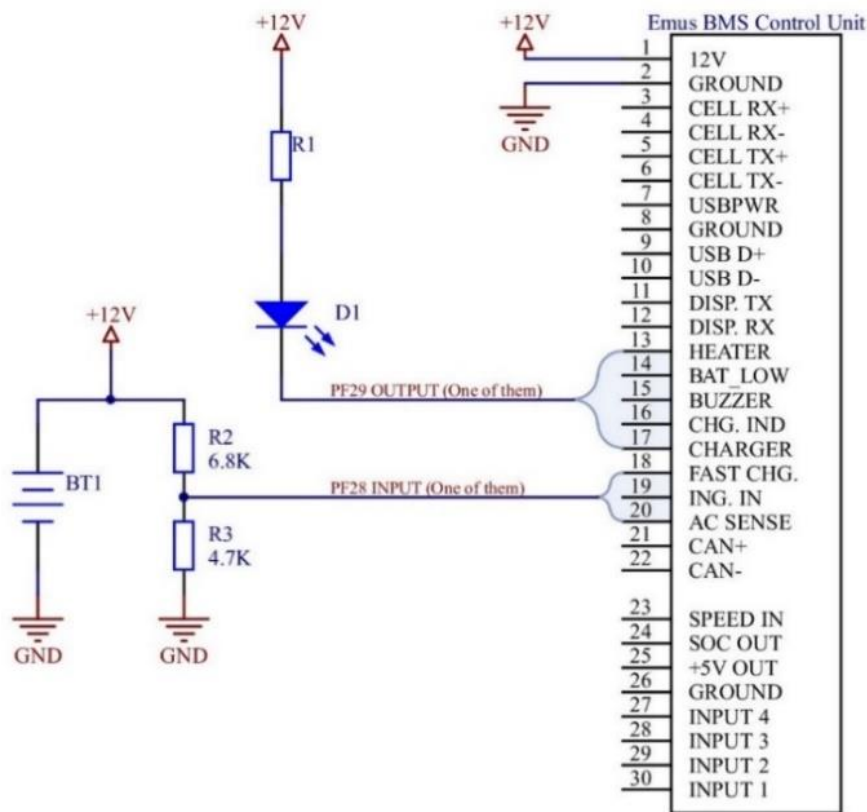 +12V
+12V
Emus BMS Control Unit
1 12V
2 GROUND
3 CELL RX+
4 CELL RX-
5 CELL TX+
6 CELL TX-
7 USBPWR
8 GROUND
9 USB D+
10 USB D-
11 DISP. TX
12 DISP. RX
13 HEATER
14 BAT_LOW
15 BUZZER
16 CHG. IND
17 CHARGER
18 FAST CHG.
19 ING. IN
20 AC SENSE
21 CAN+
22 CAN-
23 SPEED IN
24 SOC OUT
25 +5V OUT
26 GROUND
27 INPUT 4
28 INPUT 3
29 INPUT 2
30 INPUT 1
GND
R1
D1
+12V
PF29 OUTPUT (One of them)
R2
6.8K
BT1
PF28 INPUT (One of them)
R3
4.7K
GND
GND